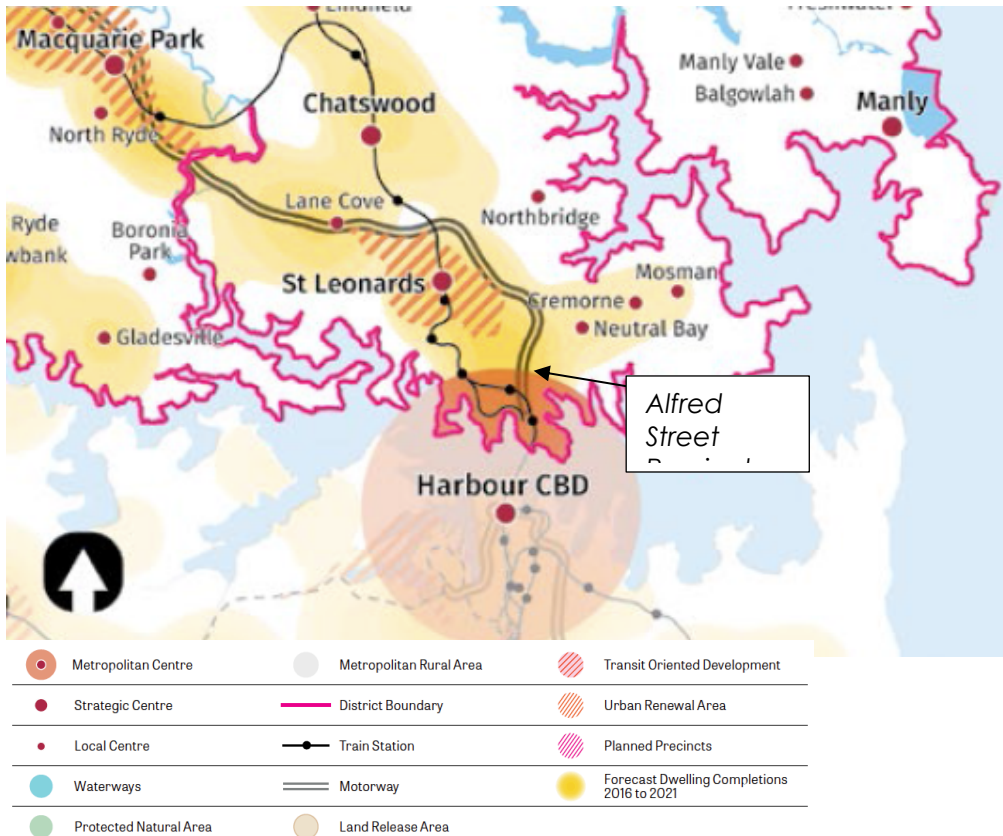 Macquarie Park
Chatswood
North Ryde
Manly Vale
Balgowlah
Manly
Lane Cove
Northbridge
Ryde
Boronia
Park
St Leonards
Mosman
Cremorne
Neutral Bay
Gladesville
Alfred
Street
Harbour CBD
Metropolitan Centre
Metropolitan Rural Area
Transit Oriented Development
Strategic Centre
District Boundary
Urban Renewal Area
Local Centre
Train Station
Planned Precincts
Waterways
Motorway
Forecast Dwelling Completions
2016 to 2021
Protected Natural Area
Land Release Area